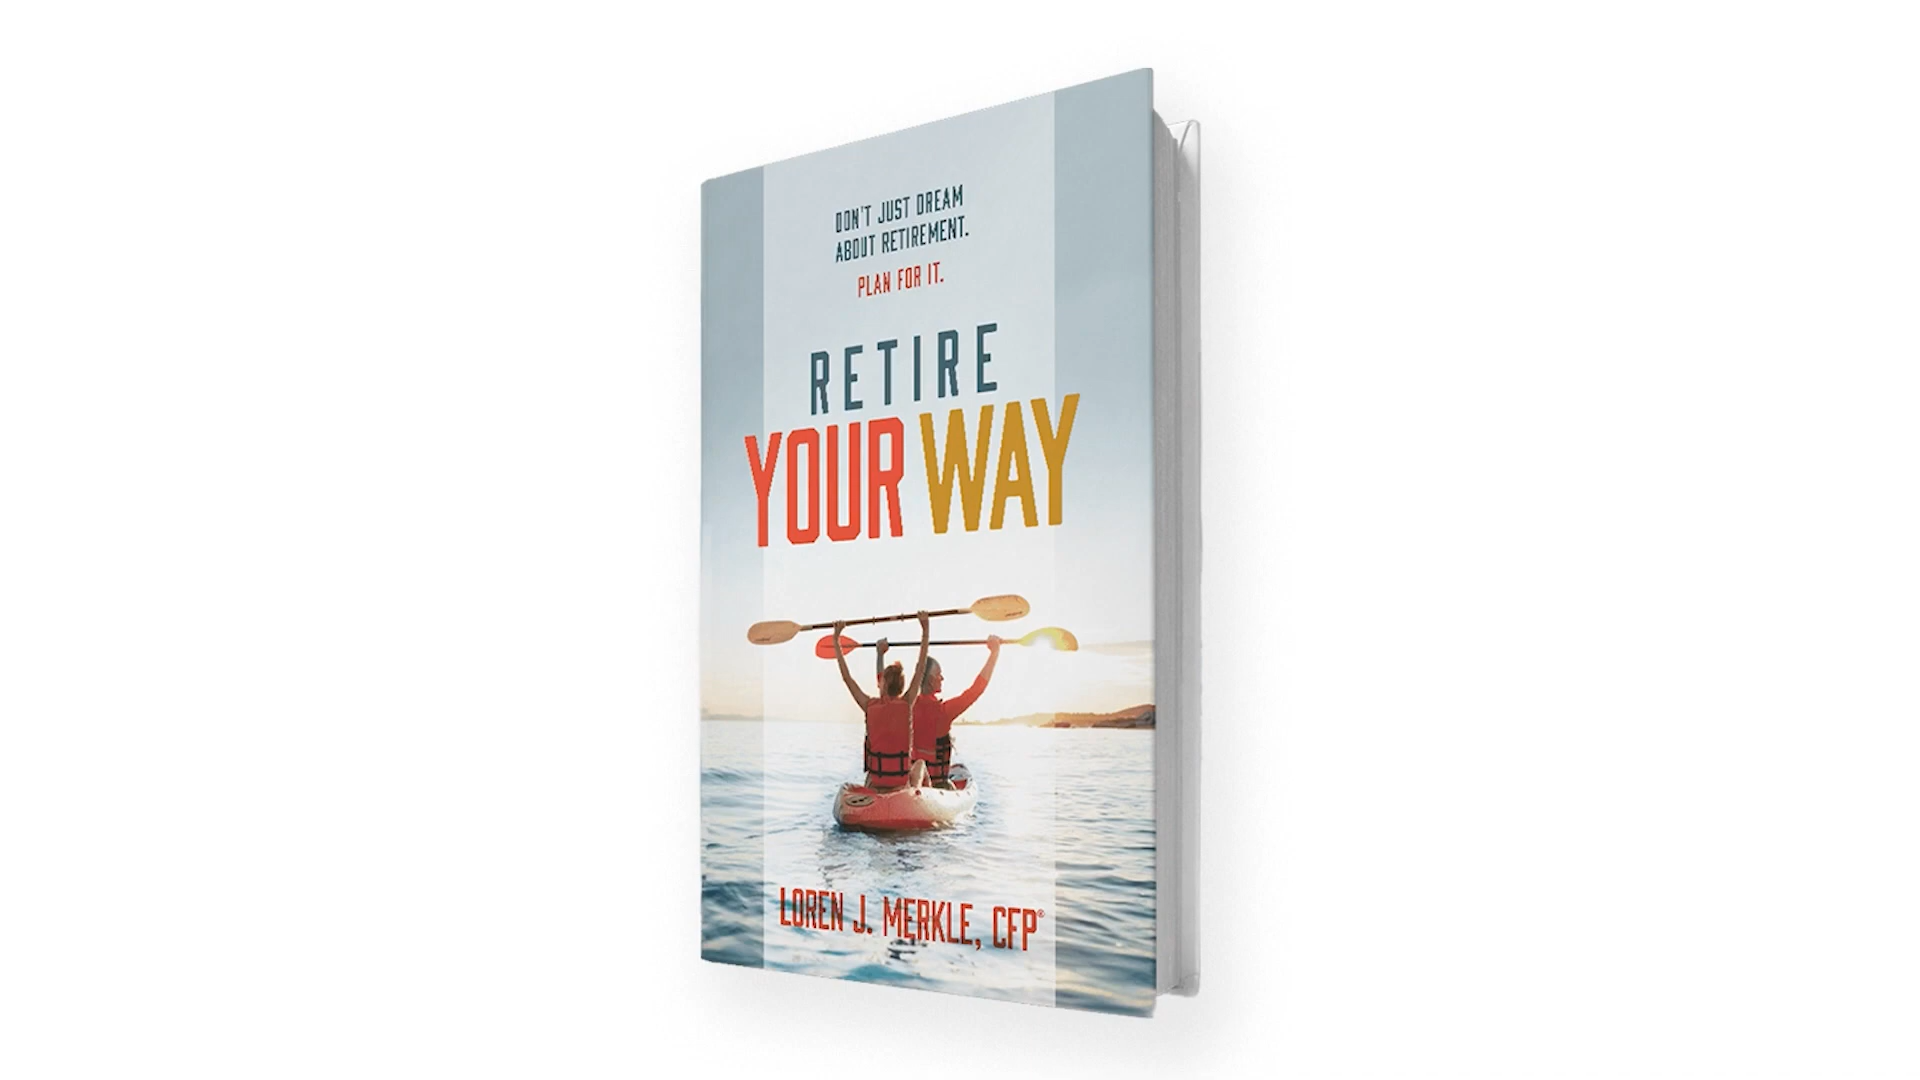 DON'T JUST DREAM
ABOUT RETIREMENT.
PLAN FOR IT.
RETIRE
YOUR WAY
LOREN J. MERKLE, CFP®